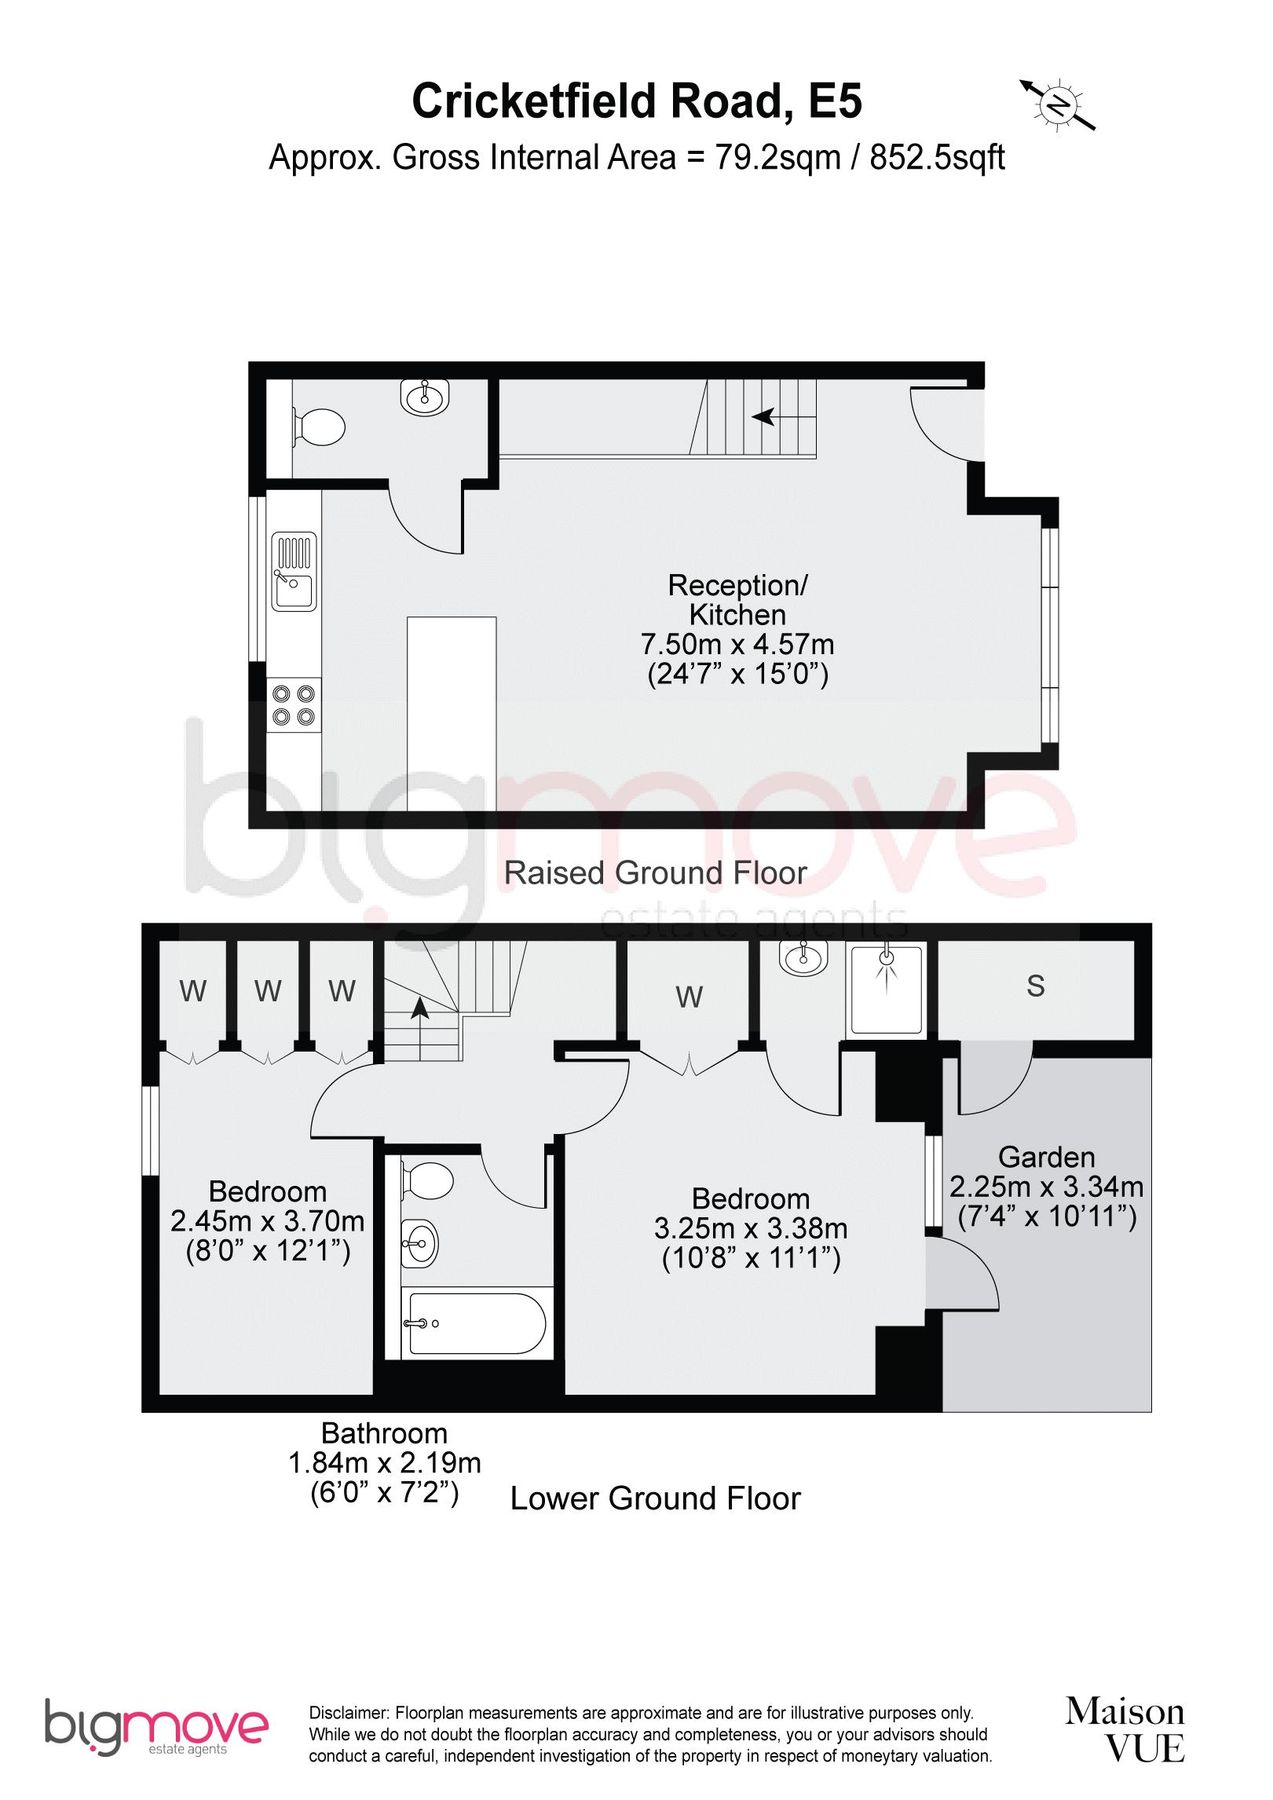 Cricketfield Road, E5
N
Approx. Gross Internal Area = 79.2sqm / 852.5sqft
Reception/
Kitchen
7.50m x 4.57m
(24’7” x 15’0”)
bigmove
estate agents
Raised Ground Floor
W
W
W
W
S
Bedroom
2.45m x 3.70m
(8’0” x 12’1”)
Bedroom
3.25m x 3.38m
(10’8” x 11’1”)
Garden
2.25m x 3.34m
(7’4” x 10’11”)
Bathroom
1.84m x 2.19m
(6’0” x 7’2”)
Lower Ground Floor
bigmove
estate agents
Disclaimer: Floorplan measurements are approximate and are for illustrative purposes only.
While we do not doubt the floorplan accuracy and completeness, you or your advisors should
conduct a careful, independent investigation of the property in respect of moneytary valuation.
Maison
VUE